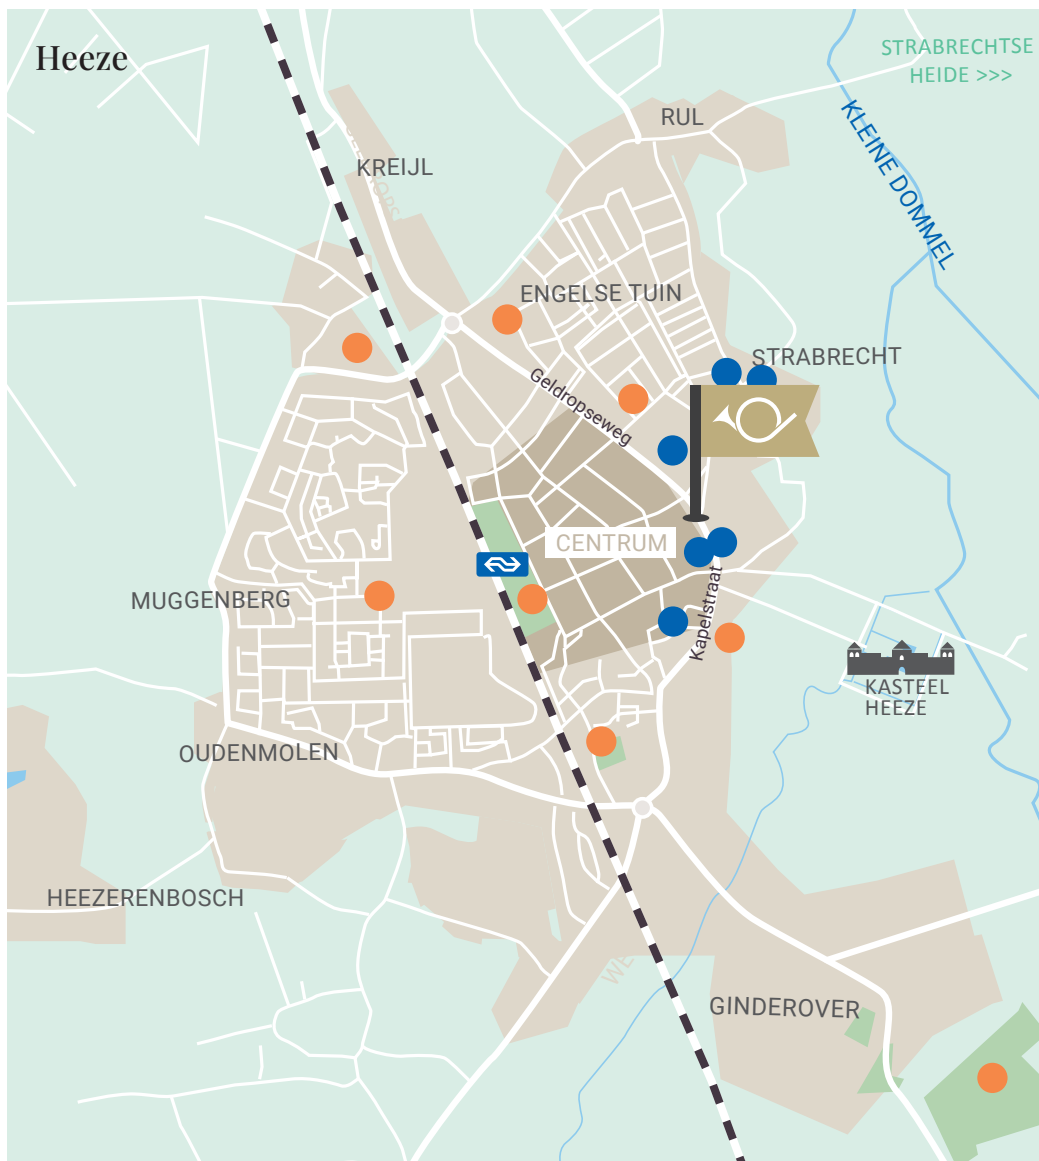 Heeze
STRABRECHTSE
HEIDE >>>
RUL
KLEINE DOMMEL
KREIJL
ENGELSE TUIN
STRABRECHT
Geldropseweg
CENTRUM
MUGGENBERG
Kapelstraat
KASTEEL
HEEZE
OUDENMOLEN
HEEZERENBOSCH
GINDEROVER